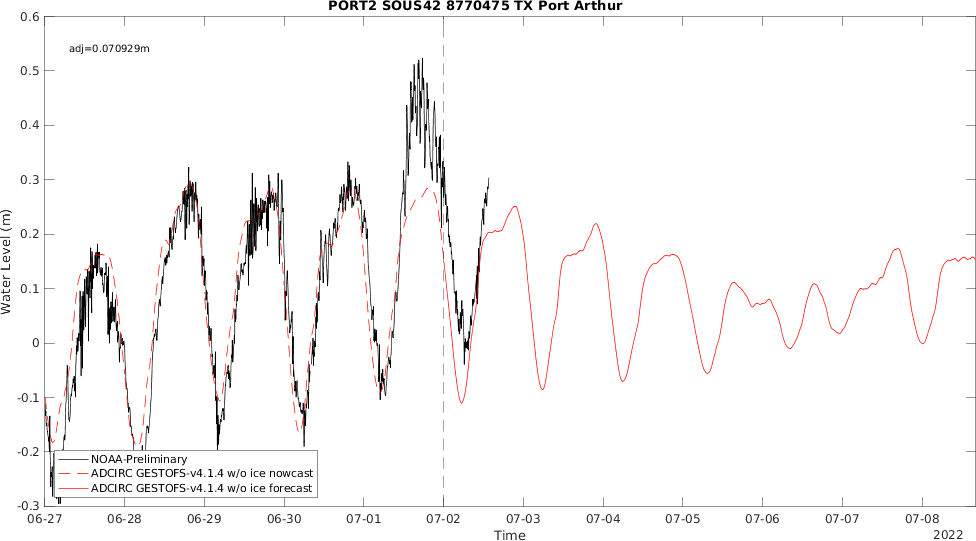 PORT2 SOUS42 8770475 TX Port Arthur
0.6
adj=0.070929m
0.5
0.4
0.3
0.2
0.1
0
-0.1
-0.2
-0.3
Water Level (m)
NOAA-Preliminary
ADCIRC GESTOFS-v4.1.4 w/o ice nowcast
ADCIRC GESTOFS-v4.1.4 w/o ice forecast
06-27 06-28 06-29 06-30 07-01 07-02 07-03 07-04 07-05 07-06 07-07 07-08
Time
2022